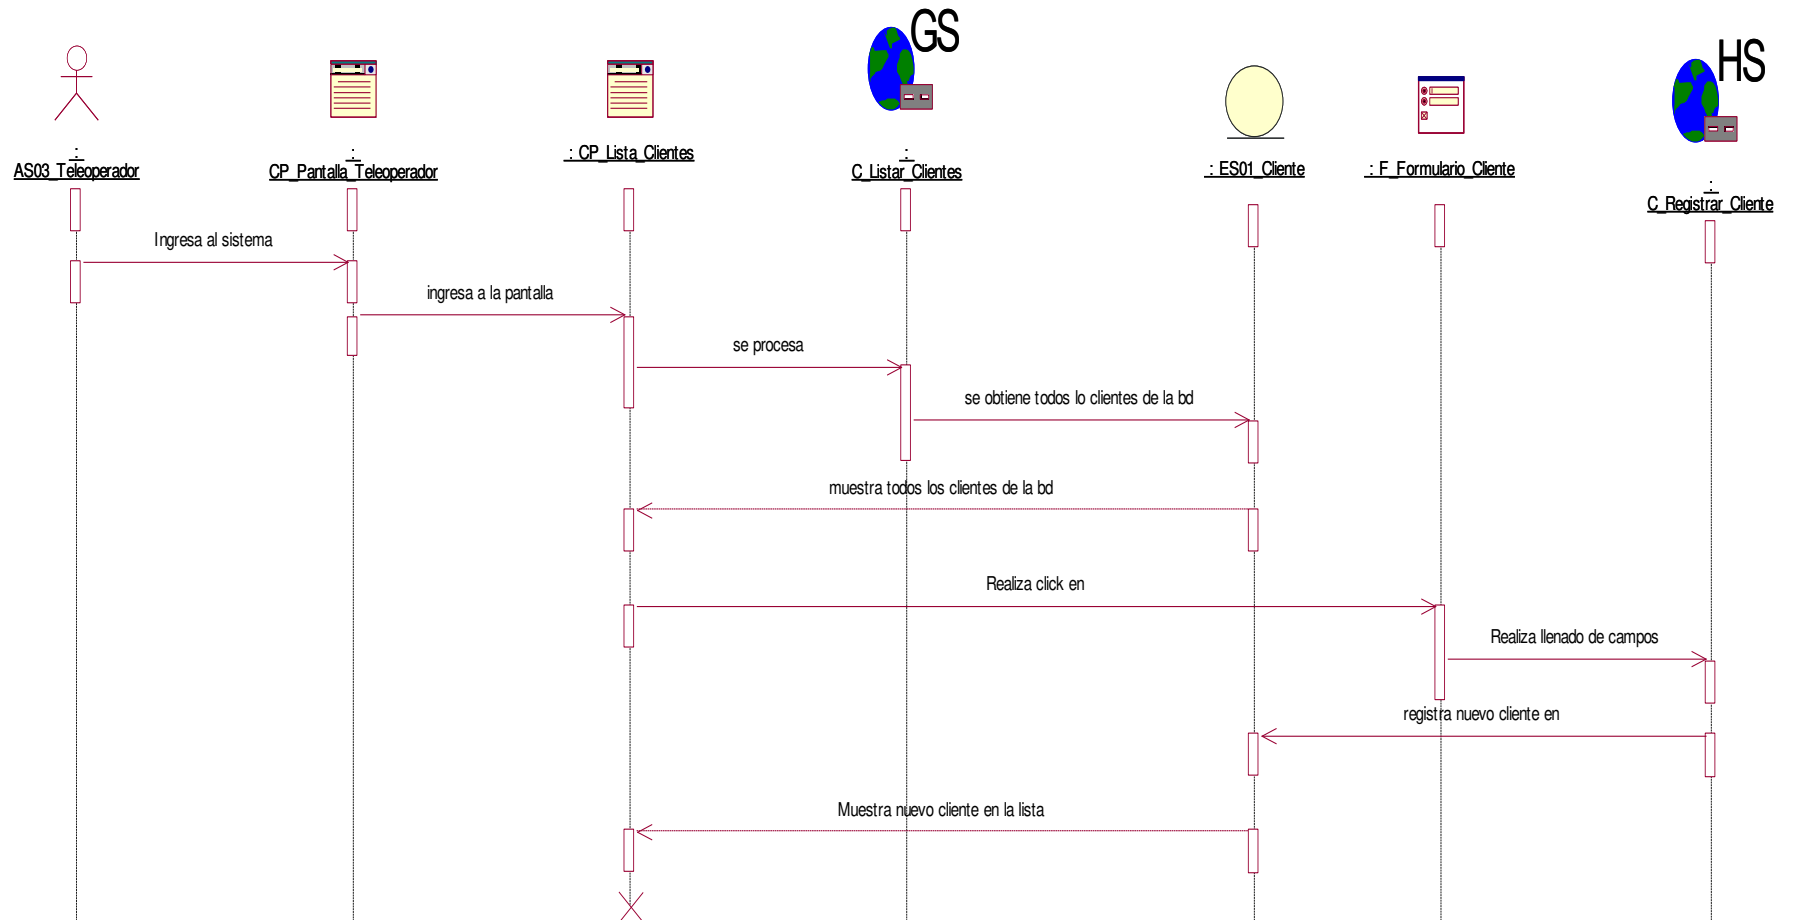 GS
HS
:
AS03_Teleoperador
:
CP_Pantalla_Teleoperador
: CP_Lista_Clientes
:
C_Listar_Clientes
: ES01_Cliente
: F_Formulario_Cliente
:
C_Registrar_Cliente
Ingresa al sistema
ingresa a la pantalla
se procesa
se obtiene todos lo clientes de la bd
muestra todos los clientes de la bd
Realiza click en
Realiza llenado de campos
registra nuevo cliente en
Muestra nuevo cliente en la lista